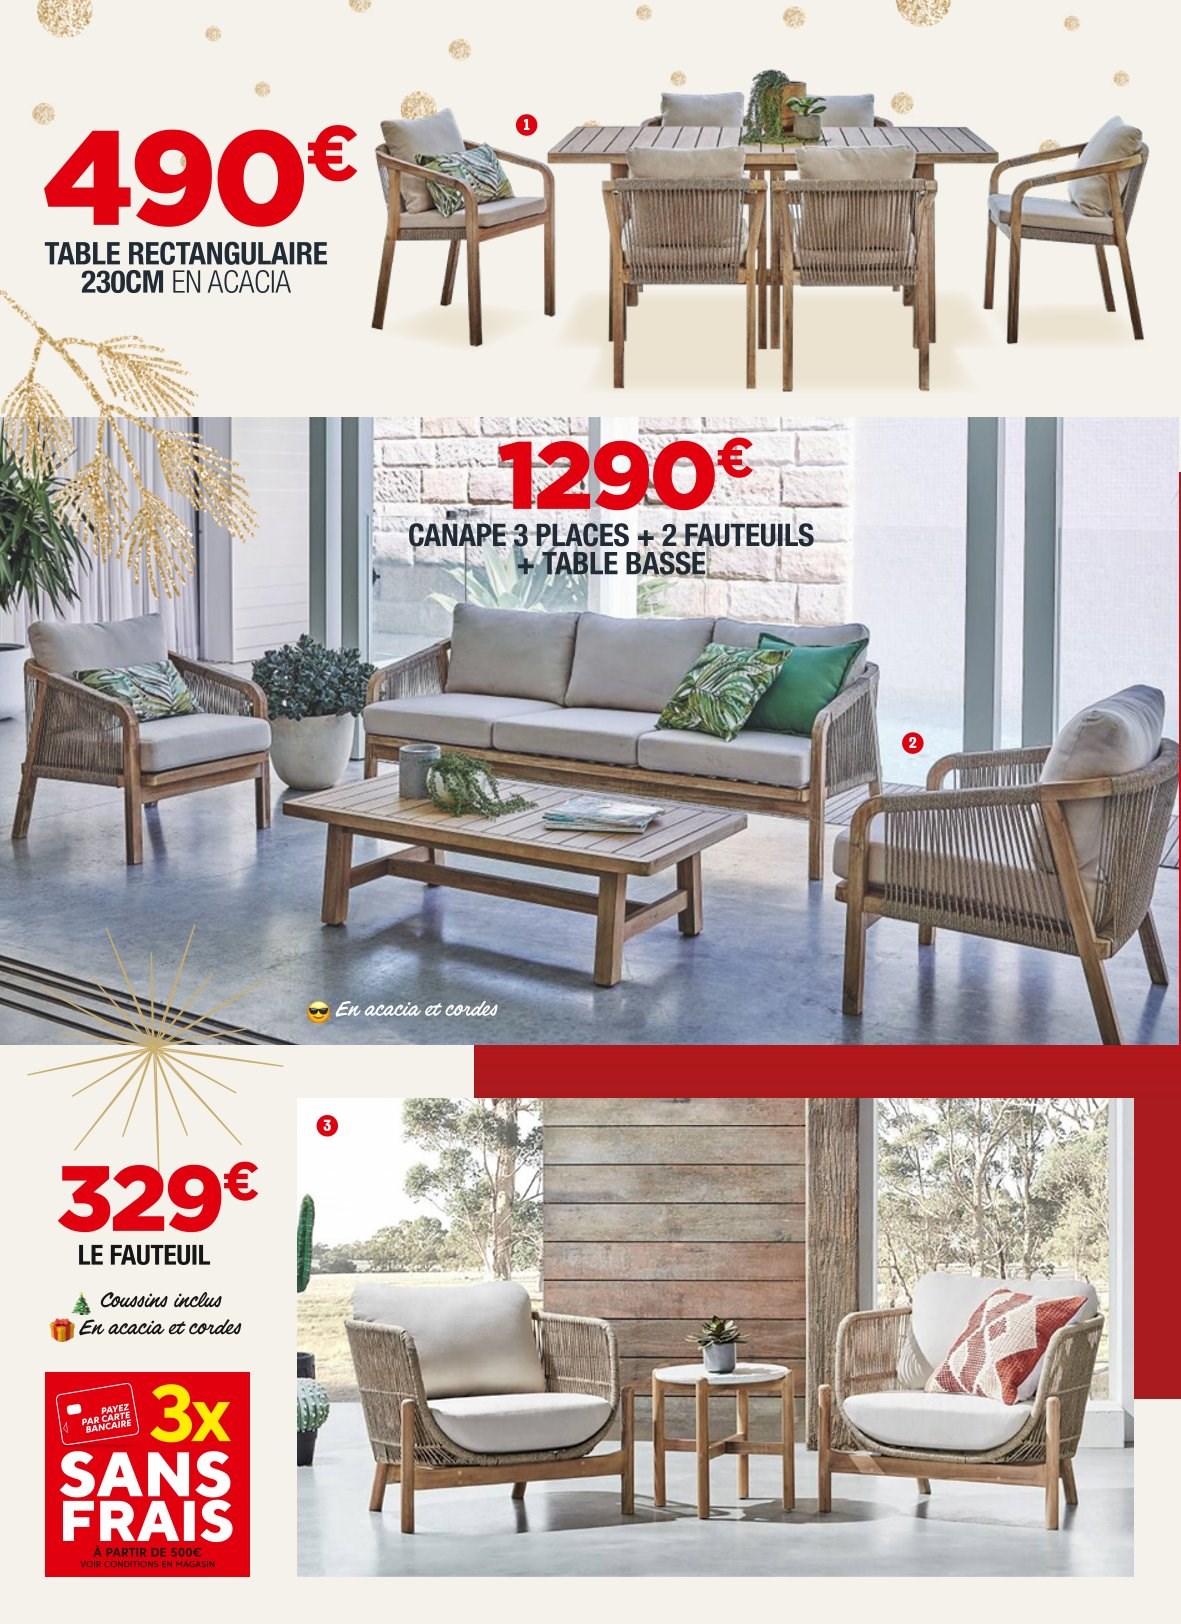 490€
TABLE RECTANGULAIRE
230CM EN ACACIA
1
1290€
CANAPE 3 PLACES + 2 FAUTEUILS
+ TABLE BASSE
2
😎 En acacia et cordes
3
329€
LE FAUTEUIL
🎄 Coussins inclus
🎁 En acacia et cordes
PAYEZ
PAR CARTE
BANCAIRE
3x
SANS
FRAIS
À PARTIR DE 500€
VOIR CONDITIONS EN MAGASIN